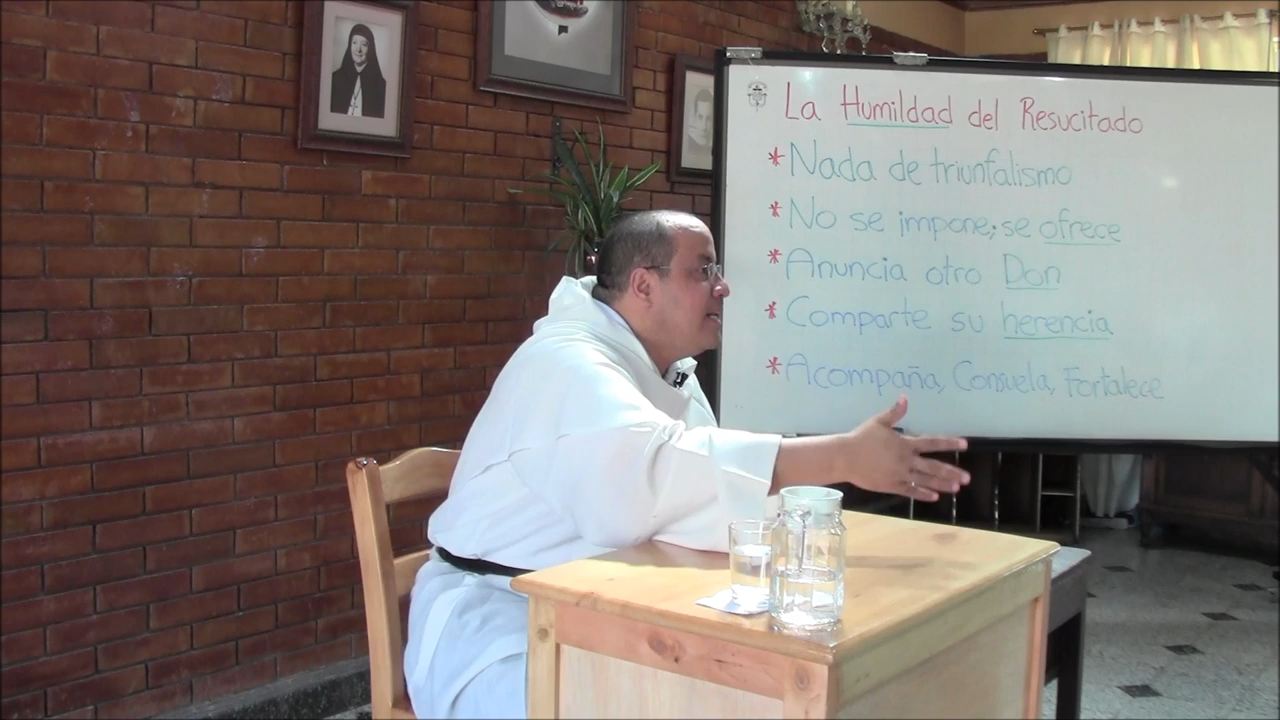 La Humildad del Resucitado
* Nada de triunfalismo
* No se impone; se ofrece
* Anuncia otro Don
* Comparte su herencia
* Acompaña, Consuela, Fortalece